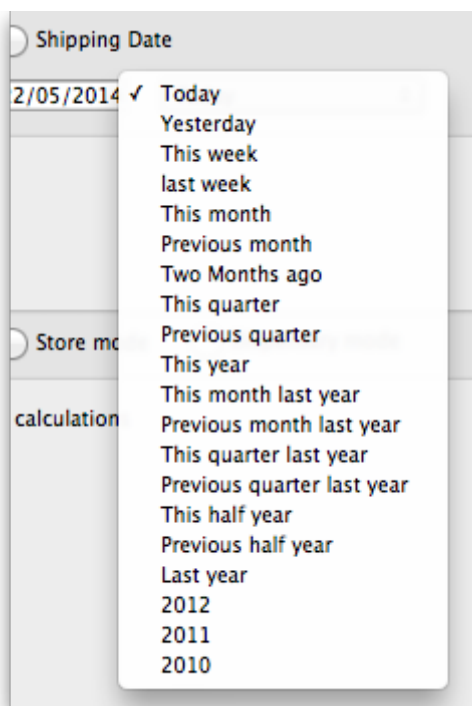 Shipping Date
2/05/2014 ✓ Today
Yesterday
This week
last week
This month
Previous month
Two Months ago
This quarter
Previous quarter
Store
This year
This month last year
calculation
Previous month last year
This quarter last year
Previous quarter last year
This half year
Previous half year
Last year
2012
2011
2010